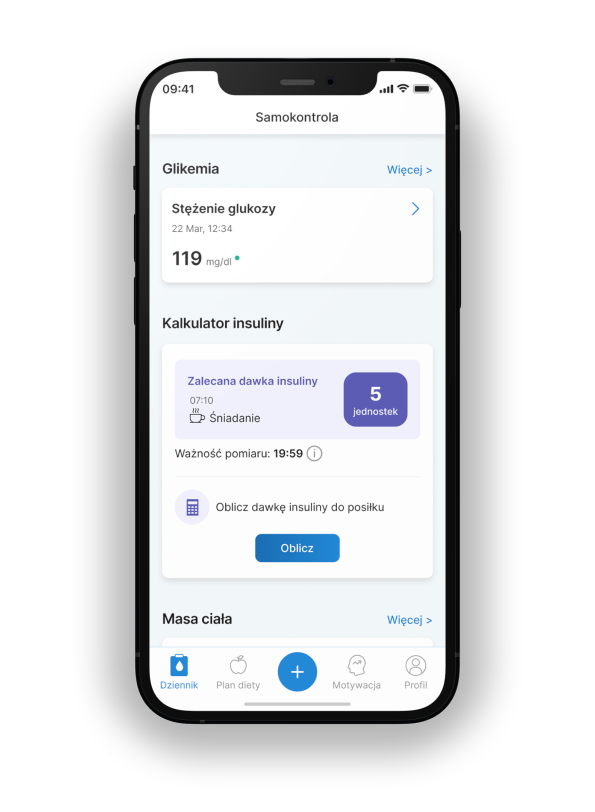 09:41
Samokontrola
Glikemia
Więcej >
Stężenie glukozy
22 Mar, 12:34
119 mg/dl
Kalkulator insuliny
Zalecana dawka insuliny
07:10
Śniadanie
5
jednostek
Ważność pomiaru: 19:59 i
Oblicz dawkę insuliny do posiłku
Oblicz
Masa ciała
Więcej >
Dziennik
Plan diety
+
Motywacja
Profil